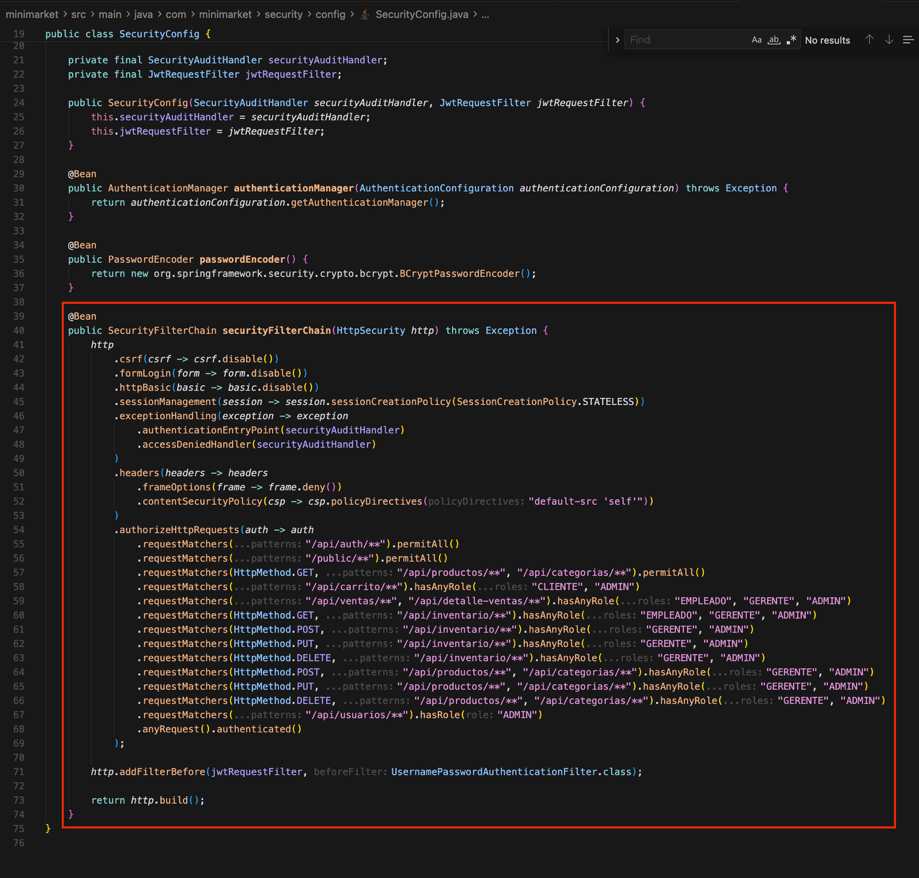 minimarket > src > main > java > com > minimarket > security > config > SecurityConfig.java > ...
Find Aa ab .* No results
19 public class SecurityConfig {
20
21 private final SecurityAuditHandler securityAuditHandler;
22 private final JwtRequestFilter jwtRequestFilter;
23
24 public SecurityConfig(SecurityAuditHandler securityAuditHandler, JwtRequestFilter jwtRequestFilter) {
25 this.securityAuditHandler = securityAuditHandler;
26 this.jwtRequestFilter = jwtRequestFilter;
27 }
28
29 @Bean
30 public AuthenticationManager authenticationManager(AuthenticationConfiguration authenticationConfiguration) throws Exception {
31 return authenticationConfiguration.getAuthenticationManager();
32 }
33
34 @Bean
35 public PasswordEncoder passwordEncoder() {
36 return new org.springframework.security.crypto.bcrypt.BCryptPasswordEncoder();
37 }
38
39 @Bean
40 public SecurityFilterChain securityFilterChain(HttpSecurity http) throws Exception {
41 http
42 .csrf(csrf -> csrf.disable())
43 .formLogin(form -> form.disable())
44 .httpBasic(basic -> basic.disable())
45 .sessionManagement(session -> session.sessionCreationPolicy(SessionCreationPolicy.STATELESS))
46 .exceptionHandling(exception -> exception
47 .authenticationEntryPoint(securityAuditHandler)
48 .accessDeniedHandler(securityAuditHandler)
49 )
50 .headers(headers -> headers
51 .frameOptions(frame -> frame.deny())
52 .contentSecurityPolicy(csp -> csp.policyDirectives(policyDirectives: "default-src 'self'"))
53 )
54 .authorizeHttpRequests(auth -> auth
55 .requestMatchers(...patterns: "/api/auth/**").permitAll()
56 .requestMatchers(...patterns: "/public/**").permitAll()
57 .requestMatchers(HttpMethod.GET, ...patterns: "/api/productos/**", "/api/categorias/**").permitAll()
58 .requestMatchers(...patterns: "/api/carrito/**").hasAnyRole(...roles: "CLIENTE", "ADMIN")
59 .requestMatchers(...patterns: "/api/ventas/**", "/api/detalle-ventas/**").hasAnyRole(...roles: "EMPLEADO", "GERENTE", "ADMIN")
60 .requestMatchers(HttpMethod.GET, ...patterns: "/api/inventario/**").hasAnyRole(...roles: "EMPLEADO", "GERENTE", "ADMIN")
61 .requestMatchers(HttpMethod.POST, ...patterns: "/api/inventario/**").hasAnyRole(...roles: "GERENTE", "ADMIN")
62 .requestMatchers(HttpMethod.PUT, ...patterns: "/api/inventario/**").hasAnyRole(...roles: "GERENTE", "ADMIN")
63 .requestMatchers(HttpMethod.DELETE, ...patterns: "/api/inventario/**").hasAnyRole(...roles: "GERENTE", "ADMIN")
64 .requestMatchers(HttpMethod.POST, ...patterns: "/api/productos/**", "/api/categorias/**").hasAnyRole(...roles: "GERENTE", "ADMIN")
65 .requestMatchers(HttpMethod.PUT, ...patterns: "/api/productos/**", "/api/categorias/**").hasAnyRole(...roles: "GERENTE", "ADMIN")
66 .requestMatchers(HttpMethod.DELETE, ...patterns: "/api/productos/**", "/api/categorias/**").hasAnyRole(...roles: "GERENTE", "ADMIN")
67 .requestMatchers(...patterns: "/api/usuarios/**").hasRole(role: "ADMIN")
68 .anyRequest().authenticated()
69 );
70
71 http.addFilterBefore(jwtRequestFilter, beforeFilter: UsernamePasswordAuthenticationFilter.class);
72
73 return http.build();
74 }
75 }
76